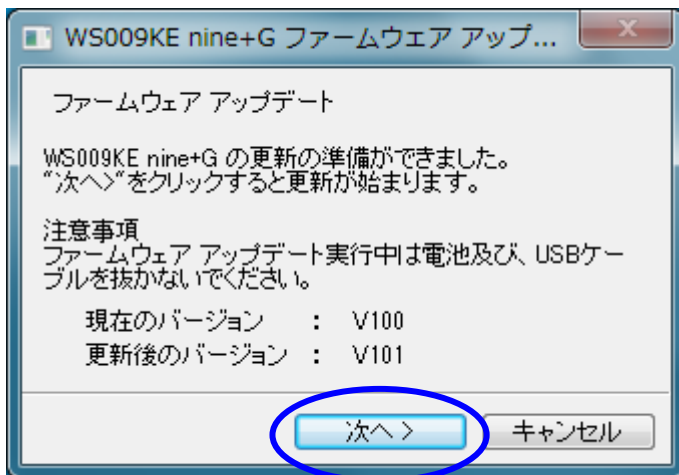 WS009KE nine+G ファームウエア アップ...
ファームウェア アップデート
WS009KE nine+G の更新の準備ができました。
"次へ>"をクリックすると更新が始まります。
注意事項
ファームウェア アップデート実行中は電池及び、USBケー
ブルを抜かないでください。
現在のバージョン : V100
更新後のバージョン : V101
次へ > キャンセル